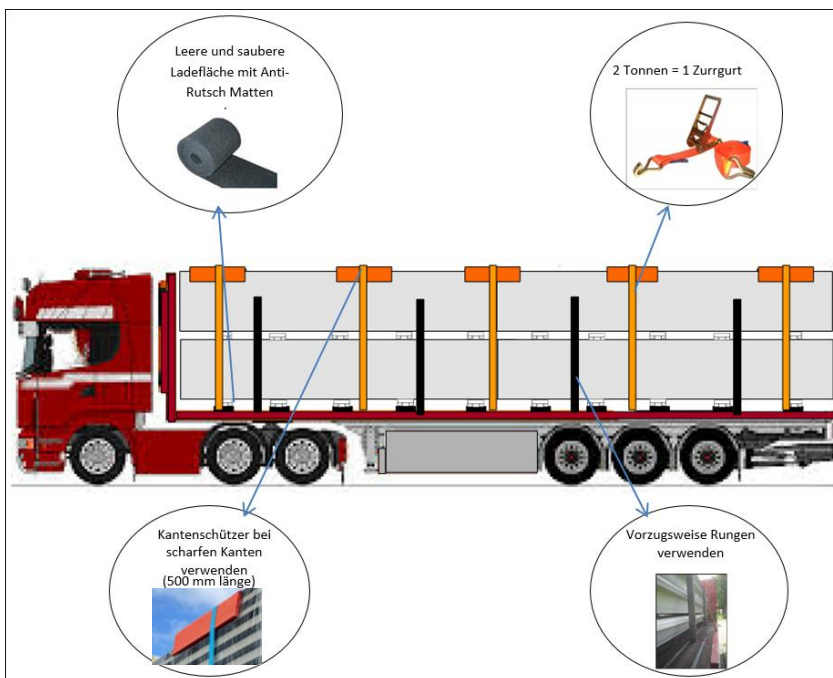 Leere und saubere
Ladefläche mit Anti-
Rutsch Matten
.
2 Tonnen = 1 Zurrgurt
Kantenschützer bei
scharfen Kanten
verwenden
(500 mm länge)
Vorzugsweise Rungen
verwenden